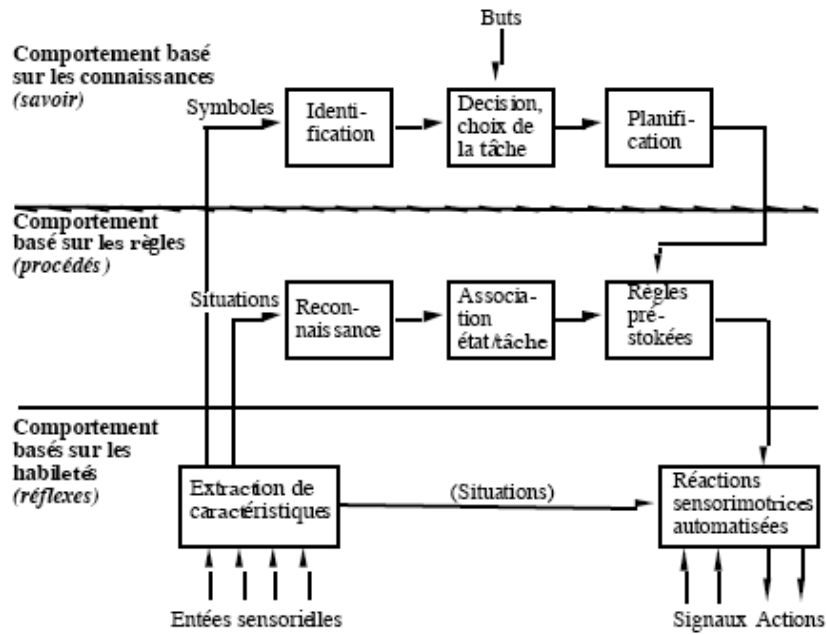 Buts
Comportement basé
sur les connaissances
(savoir)
Symboles
Identi-
fication
Decision,
choix de
la tâche
Planifi-
cation
Comportement
basé sur les règles
(procédés)
Situations
Recon-
naissance
Associa-
tion
état/tâche
Règles
pré-
stokées
Comportement
basés sur les
habiletés
(réflexes)
Extraction de
caractéristiques
(Situations)
Réactions
sensorimotrices
automatisées
Entées sensorielles
Signaux Actions